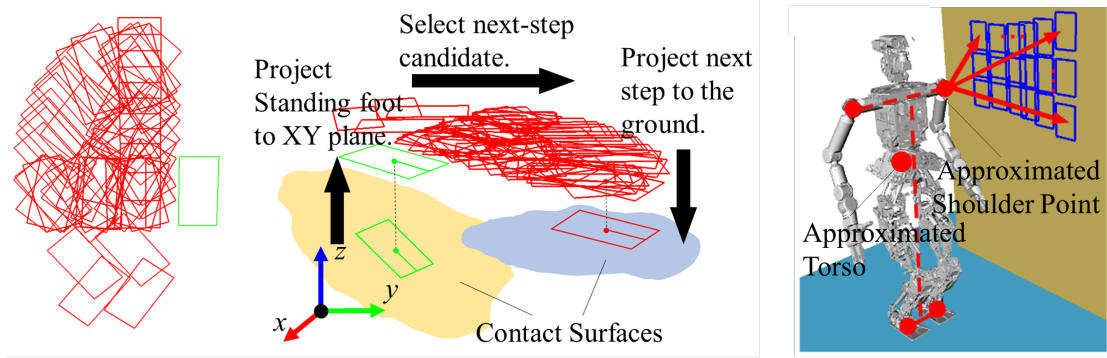 Project
Standing foot
to XY plane.
Select next-step
candidate.
Project next
step to the
ground.
z
y
x
Contact Surfaces
Approximated
Shoulder Point
Approximated
Torso